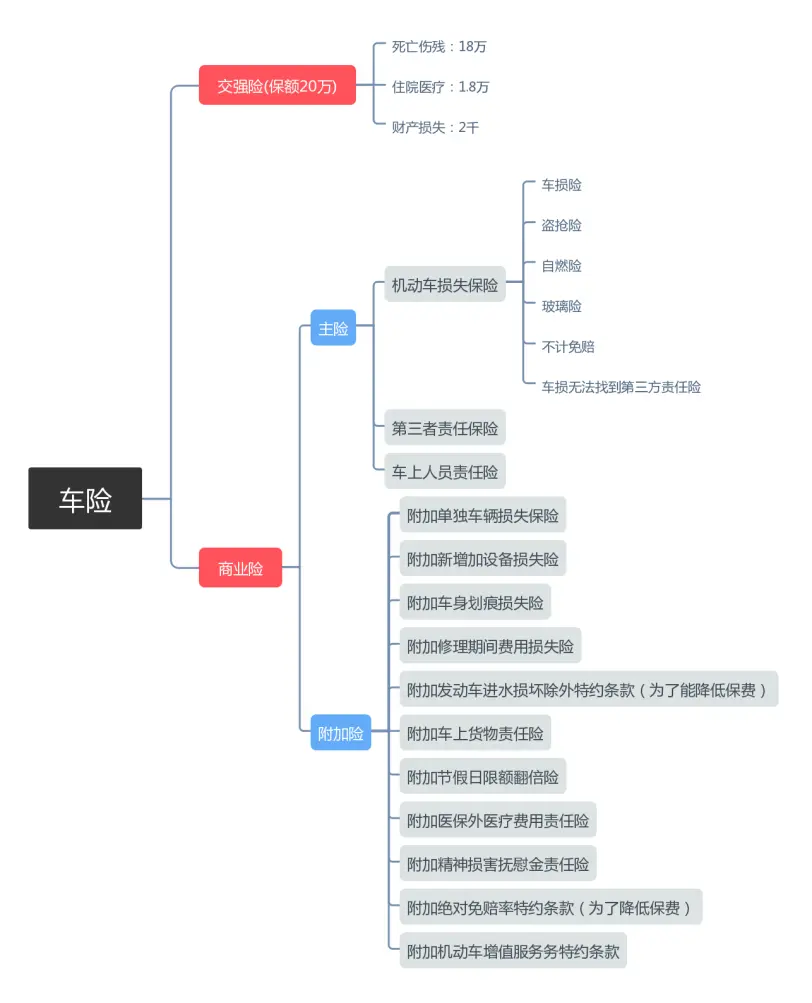 死亡伤残：18万
交强险(保额20万)
住院医疗：1.8万
财产损失：2千
车损险
盗抢险
自燃险
机动车损失保险
玻璃险
主险
不计免赔
车损无法找到第三方责任险
第三者责任保险
车上人员责任险
车险
附加单独车辆损失保险
附加新增加设备损失险
商业险
附加车身划痕损失险
附加修理期间费用损失险
附加发动车进水损坏除外特约条款（为了能降低保费）
附加险
附加车上货物责任险
附加节假日限额翻倍险
附加医保外医疗费用责任险
附加精神损害抚慰金责任险
附加绝对免赔率特约条款（为了降低保费）
附加机动车增值服务务特约条款